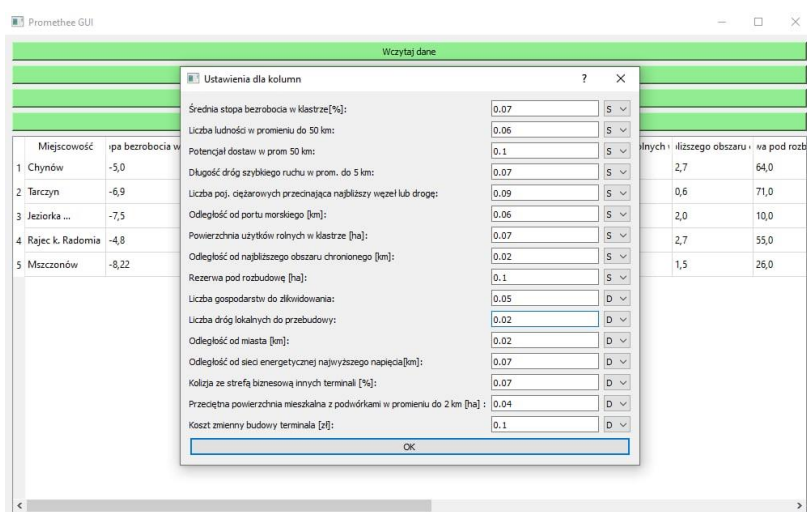 Promethee GUI
Wczytaj dane
Ustawienia dla kolumn ? ×
Średnia stopa bezrobocia w klastrze[%]: 0.07 S
Liczba ludności w promieniu do 50 km: 0.06 S
Potencjał dostaw w prom 50 km: 0.1 S
Długość dróg szybkiego ruchu w prom. do 5 km: 0.07 S
Liczba poj. ciężarowych przecinająca najbliższy węzeł lub drogę: 0.09 S
Odległość od portu morskiego [km]: 0.06 S
Powierzchnia użytków rolnych w klastrze [ha]: 0.07 S
Odległość od najbliższego obszaru chronionego [km]: 0.02 S
Rezerwa pod rozbudowę [ha]: 0.1 S
Liczba gospodarstw do zlikwidowania: 0.05 D
Liczba dróg lokalnych do przebudowy: 0.02 D
Odległość od miasta [km]: 0.02 D
Odległość od sieci energetycznej najwyższego napięcia[km]: 0.07 D
Kolizja ze strefą biznesową innych terminali [%]: 0.07 D
Przeciętna powierzchnia mieszkalna z podwórkami w promieniu do 2 km [ha] : 0.04 D
Koszt zmienny budowy terminala [zł]: 0.1 D
OK
Miejscowość opa bezrobocia w olnych bliższego obszaru wa pod rozb
1 Chynów -5,0 2,7 64,0
2 Tarczyn -6,9 0,6 71,0
3 Jeziorka ... -7,5 2,0 10,0
4 Rajec k. Radomia -4,8 2,7 55,0
5 Mszczonów -8,22 1,5 26,0